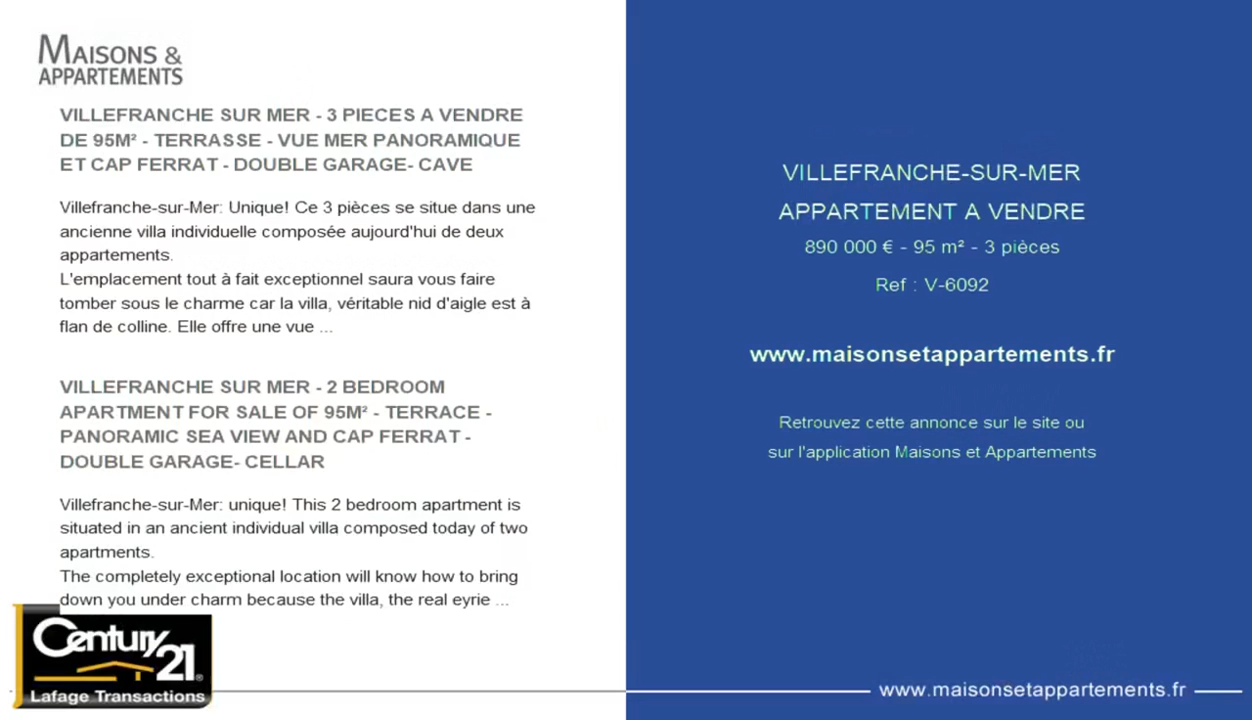 MAISONS &
APPARTEMENTS
VILLEFRANCHE SUR MER - 3 PIECES A VENDRE
DE 95M² - TERRASSE - VUE MER PANORAMIQUE
ET CAP FERRAT - DOUBLE GARAGE- CAVE
Villefranche-sur-Mer: Unique! Ce 3 pièces se situe dans une
ancienne villa individuelle composée aujourd'hui de deux
appartements.
L'emplacement tout à fait exceptionnel saura vous faire
tomber sous le charme car la villa, véritable nid d'aigle est à
flan de colline. Elle offre une vue ...
VILLEFRANCHE SUR MER - 2 BEDROOM
APARTMENT FOR SALE OF 95M² - TERRACE -
PANORAMIC SEA VIEW AND CAP FERRAT -
DOUBLE GARAGE- CELLAR
Villefranche-sur-Mer: unique! This 2 bedroom apartment is
situated in an ancient individual villa composed today of two
apartments.
The completely exceptional location will know how to bring
down you under charm because the villa, the real eyrie ...
Century
21®
Lafage Transactions
VILLEFRANCHE-SUR-MER
APPARTEMENT A VENDRE
890 000 € - 95 m² - 3 pièces
Ref : V-6092
www.maisonsetappartements.fr
Retrouvez cette annonce sur le site ou
sur l'application Maisons et Appartements
www.maisonsetappartements.fr